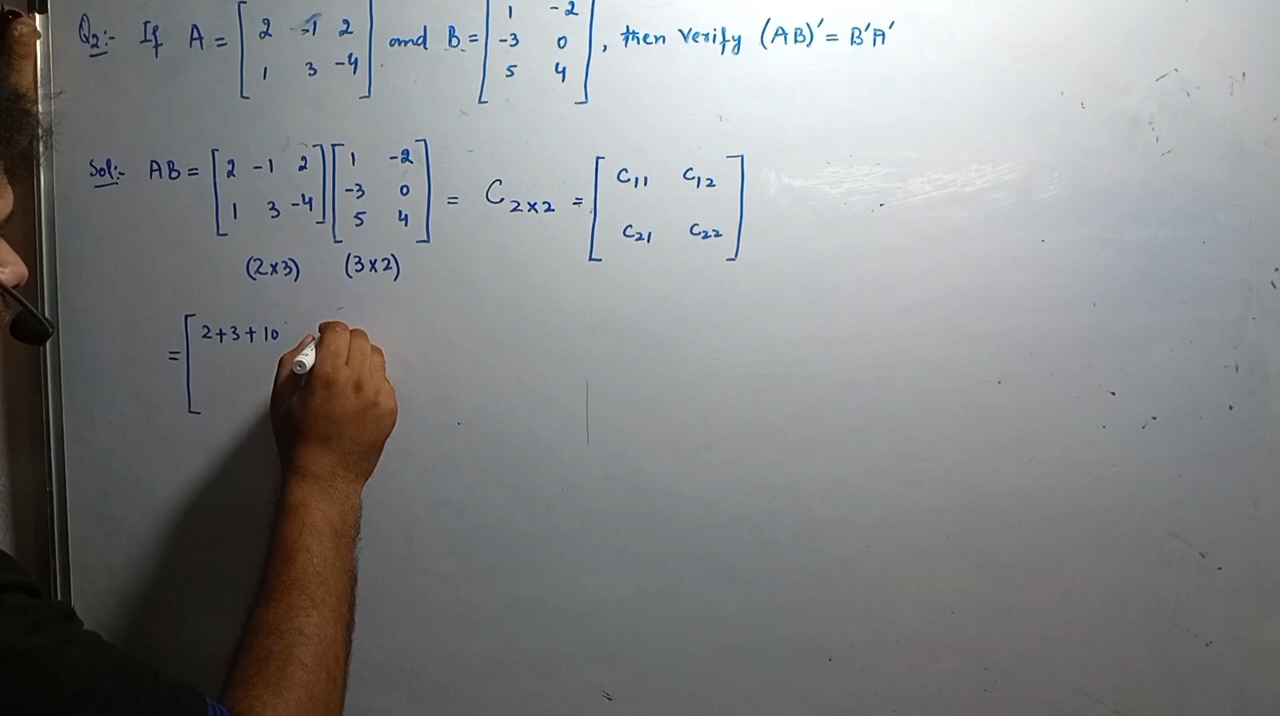 Q2:- If A = [ 2 -1 2 1 3 -4 ] and B = [ 1 -2 -3 0 5 4 ], then Verify (AB)' = B'A'
Sol:- AB = [ 2 -1 2 1 3 -4 ] [ 1 -2 -3 0 5 4 ] = C2×2 = [ C11 C12 C21 C22 ]
(2×3) (3×2)
= [ 2+3+10